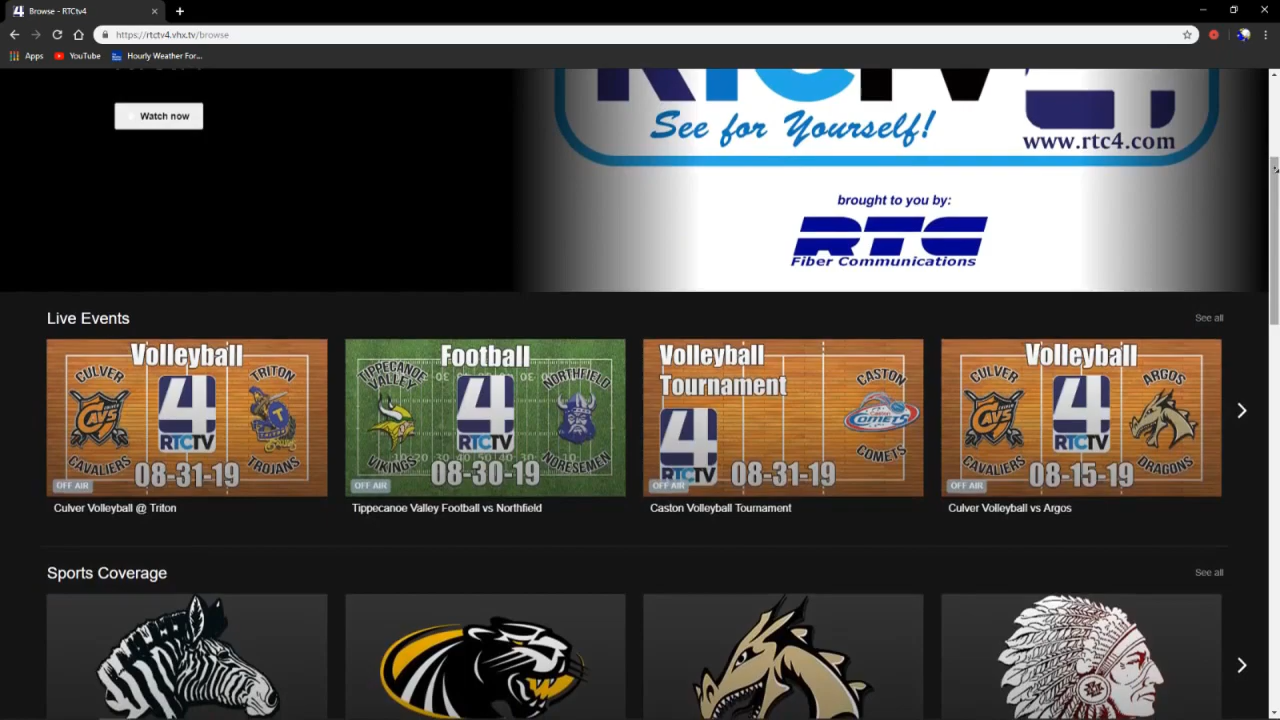 Browse - RTCtv4
https://rtctv4.vhx.tv/browse
Apps
YouTube
Hourly Weather For...
RTCTV
See for Yourself!
www.rtc4.com
Watch now
brought to you by:
RTC
Fiber Communications
Live Events
See all
Volleyball
CULVER
TRITON
CAVS
4
T
RTCTV
CAVALIERS
TROJANS
08-31-19
OFF AIR
Culver Volleyball @ Triton
Football
TIPPECANOE
VALLEY
NORTHFIELD
4
RTCTV
VIKINGS
NORSEMEN
08-30-19
OFF AIR
Tippecanoe Valley Football vs Northfield
Volleyball
Tournament
CASTON
4
COMETS
RTCTV
COMETS
08-31-19
OFF AIR
Caston Volleyball Tournament
Volleyball
CULVER
ARGOS
CAVS
4
RTCTV
CAVALIERS
DRAGONS
08-15-19
OFF AIR
Culver Volleyball vs Argos
Sports Coverage
See all